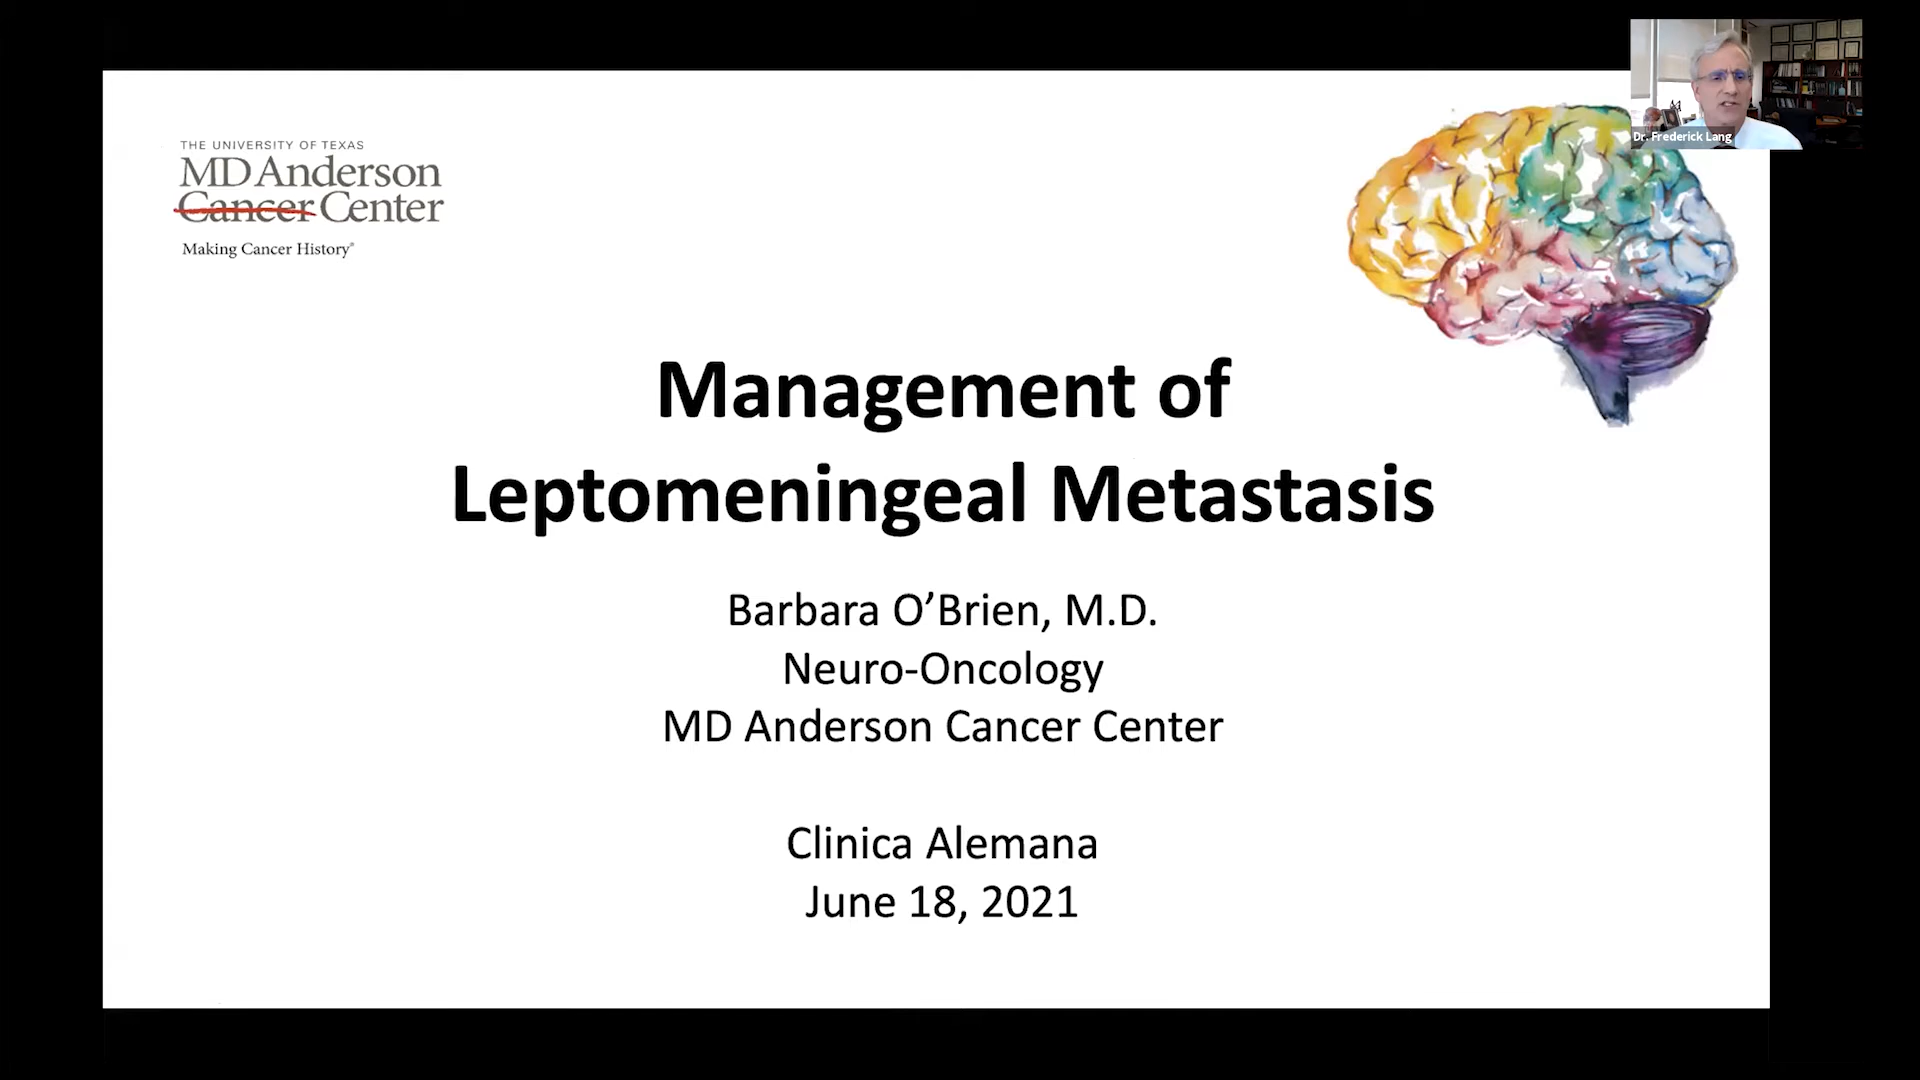 THE UNIVERSITY OF TEXAS
MD Anderson
Cancer Center
Making Cancer History®
Dr. Frederick Lang
Management of
Leptomeningeal Metastasis
Barbara O’Brien, M.D.
Neuro-Oncology
MD Anderson Cancer Center
Clinica Alemana
June 18, 2021